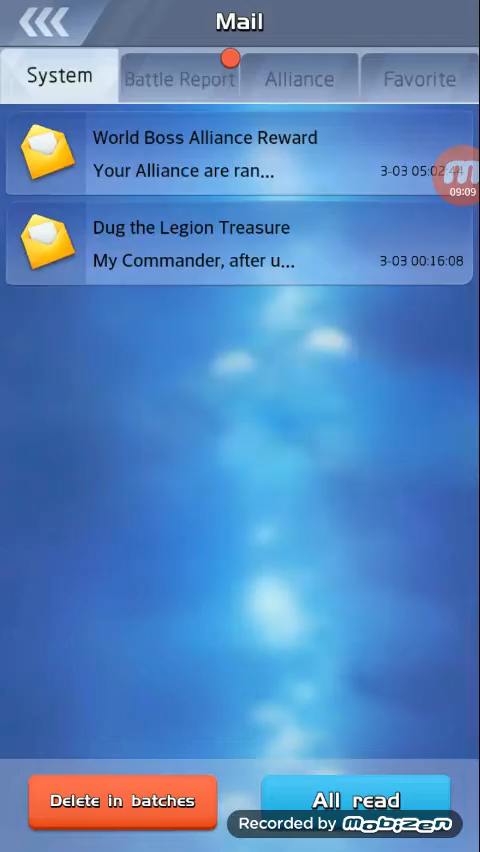 Mail
System
Battle Report
Alliance
Favorite
World Boss Alliance Reward
Your Alliance are ran...
3-03 05:02:44
09:09
Dug the Legion Treasure
My Commander, after u...
3-03 00:16:08
Delete in batches
All read
Recorded by mobizen